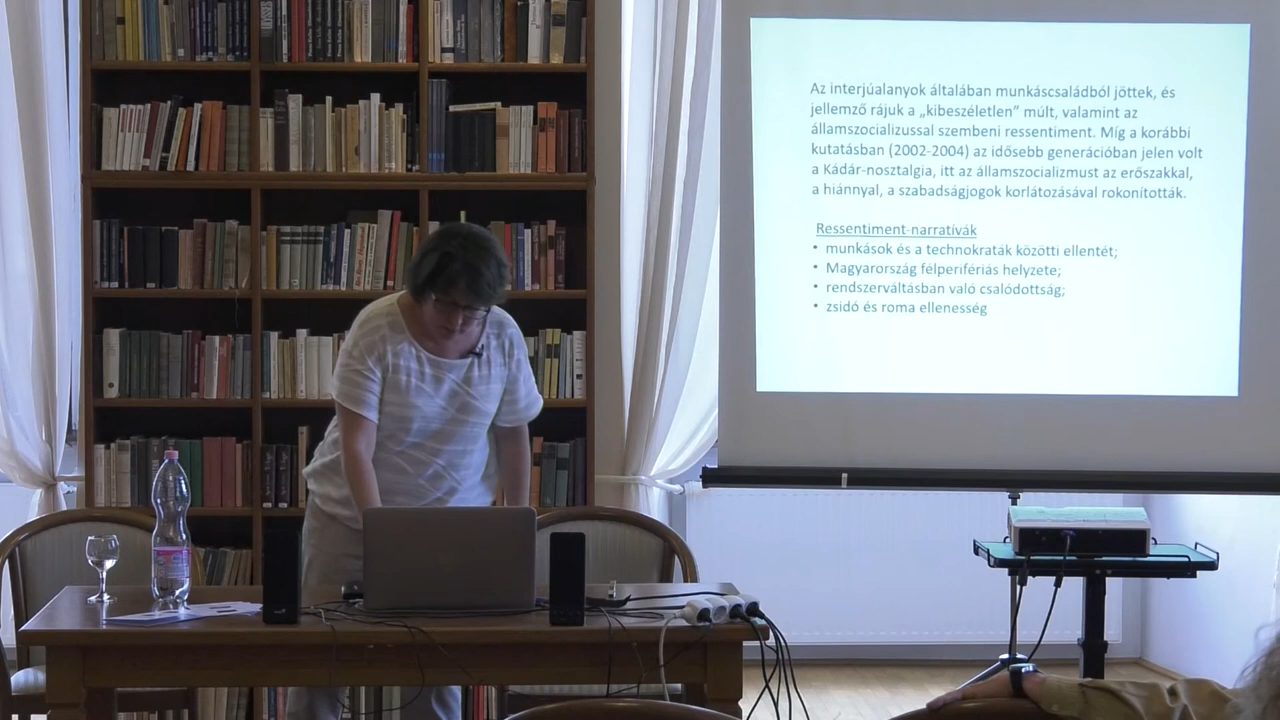 Az interjúalanyok általában munkáscsaládból jöttek, és
jellemző rájuk a „kibeszéletlen” múlt, valamint az
államszocializussal szembeni ressentiment. Míg a korábbi
kutatásban (2002-2004) az idősebb generációban jelen volt
a Kádár-nosztalgia, itt az államszocializmust az erőszakkal,
a hiánnyal, a szabadságjogok korlátozásával rokonították.
Ressentiment-narratívák
• munkások és a technokraták közötti ellentét;
• Magyarország félperifériás helyzete;
• rendszerváltásban való csalódottság;
• zsidó és roma ellenesség